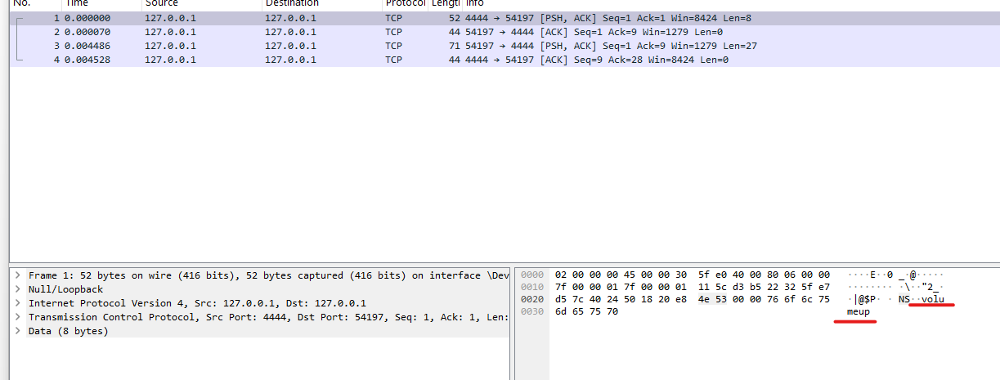 No. Time Source Destination Protocol Lengtl Info
1 0.000000 127.0.0.1 127.0.0.1 TCP 52 4444 → 54197 [PSH, ACK] Seq=1 Ack=1 Win=8424 Len=8
2 0.000070 127.0.0.1 127.0.0.1 TCP 44 54197 → 4444 [ACK] Seq=1 Ack=9 Win=1279 Len=0
3 0.004486 127.0.0.1 127.0.0.1 TCP 71 54197 → 4444 [PSH, ACK] Seq=1 Ack=9 Win=1279 Len=27
4 0.004528 127.0.0.1 127.0.0.1 TCP 44 4444 → 54197 [ACK] Seq=9 Ack=28 Win=8424 Len=0
Frame 1: 52 bytes on wire (416 bits), 52 bytes captured (416 bits) on interface \Dev
Null/Loopback
Internet Protocol Version 4, Src: 127.0.0.1, Dst: 127.0.0.1
Transmission Control Protocol, Src Port: 4444, Dst Port: 54197, Seq: 1, Ack: 1, Len:
Data (8 bytes)
0000 02 00 00 00 45 00 00 30 5f e0 40 00 80 06 00 00 ····E··0 _·@·····
0010 7f 00 00 01 7f 00 00 01 11 5c d3 b5 22 32 5f e7 ········ ·\··"2_·
0020 d5 7c 40 24 50 18 20 e8 4e 53 00 00 76 6f 6c 75 ·|@$P· · NS··volu
0030 6d 65 75 70 meup